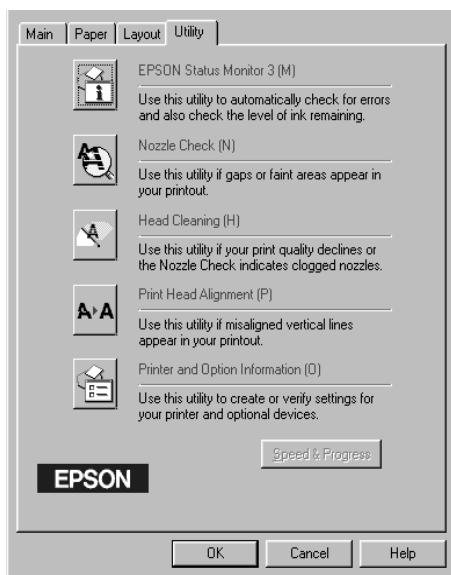 Main Paper Layout Utility
EPSON Status Monitor 3 (M)
Use this utility to automatically check for errors
and also check the level of ink remaining.
Nozzle Check (N)
Use this utility if gaps or faint areas appear in
your printout.
Head Cleaning (H)
Use this utility if your print quality declines or
the Nozzle Check indicates clogged nozzles.
Print Head Alignment (P)
Use this utility if misaligned vertical lines
appear in your printout.
Printer and Option Information (O)
Use this utility to create or verify settings for
your printer and optional devices.
Speed & Progress
EPSON
OK Cancel Help